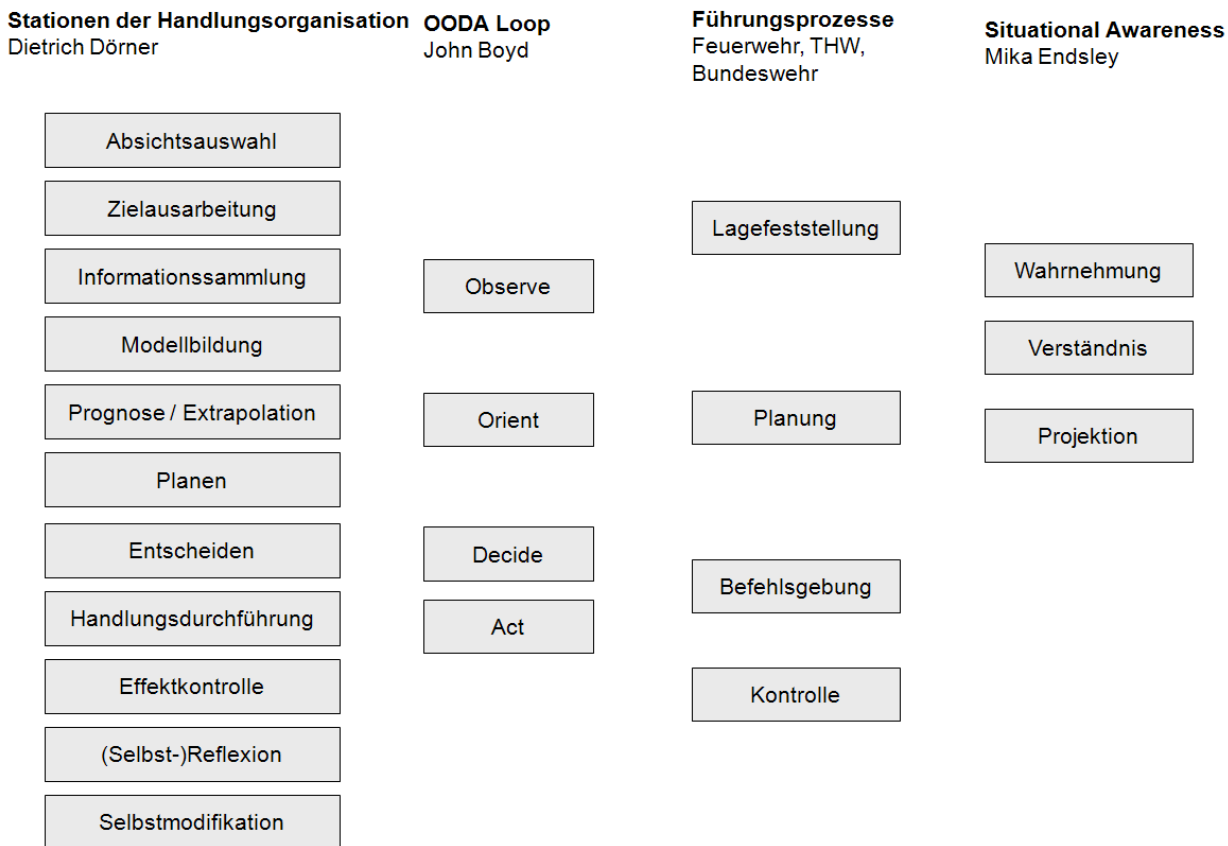 Stationen der Handlungsorganisation
Dietrich Dörner
Absichtsauswahl
Zielausarbeitung
Informationssammlung
Modellbildung
Prognose / Extrapolation
Planen
Entscheiden
Handlungsdurchführung
Effektkontrolle
(Selbst-)Reflexion
Selbstmodifikation
OODA Loop
John Boyd
Observe
Orient
Decide
Act
Führungsprozesse
Feuerwehr, THW,
Bundeswehr
Lagefeststellung
Planung
Befehlsgebung
Kontrolle
Situational Awareness
Mika Endsley
Wahrnehmung
Verständnis
Projektion